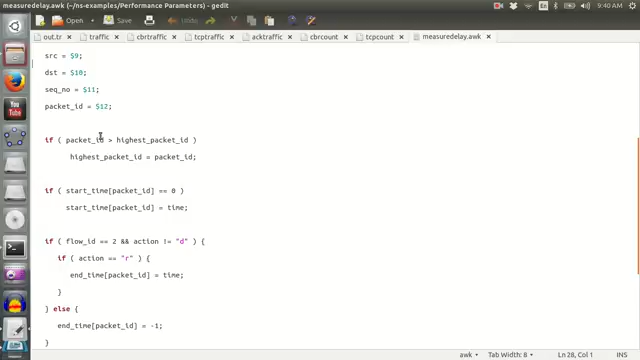 measuredelay.awk (~/ns-examples/Performance Parameters) - gedit
9:40 AM
Open Save Undo
out.tr traffic cbrtraffic tcptraffic acktraffic cbrcount tcpcount measuredelay.awk
src = $9;
dst = $10;
seq_no = $11;
packet_id = $12;
if ( packet_id > highest_packet_id )
highest_packet_id = packet_id;
if ( start_time[packet_id] == 0 )
start_time[packet_id] = time;
if ( flow_id == 2 && action != "d" ) {
if ( action == "r" ) {
end_time[packet_id] = time;
}
} else {
end_time[packet_id] = -1;
}
awk Tab Width: 8 Ln 28, Col 1 INS